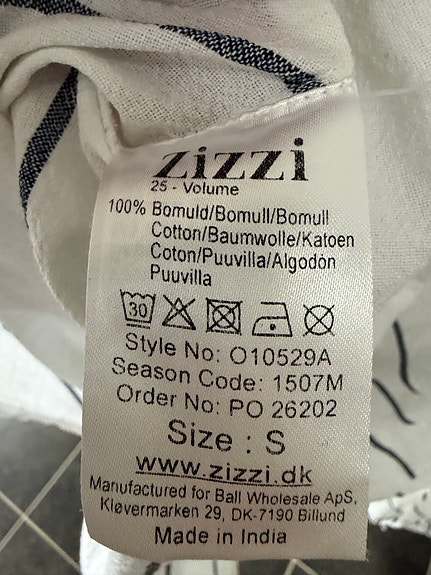 zizzi
25 - Volume
100% Bomuld/Bomull/Bomull
Cotton/Baumwolle/Katoen
Coton/Puuvilla/Algodòn
Puuvilla
30
Style No: O10529A
Season Code: 1507M
Order No: PO 26202
Size : S
www.zizzi.dk
Manufactured for Ball Wholesale ApS,
Kløvermarken 29, DK-7190 Billund
Made in India